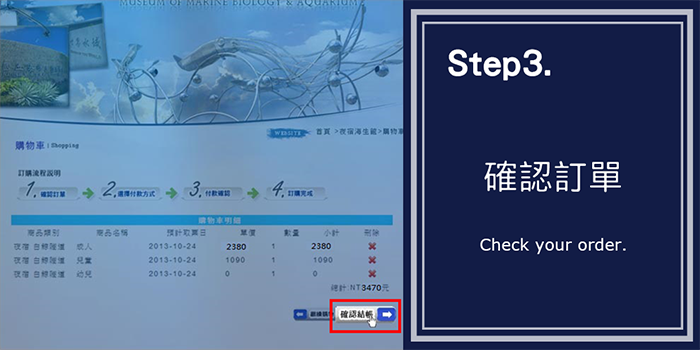 MUSEUM OF MARINE BIOLOGY & AQUARIUM
WEBSITE 首頁 >夜宿海生館>購物車
購物車 | Shopping
訂購流程說明
1. 確認訂單 2. 選擇付款方式 3. 付款確認 4. 訂購完成
購物車明細
商品類別 商品名稱 預計取票日 單價 數量 小計 刪除
夜宿 白鯨隧道 成人 2013-10-24 2380 1 2380
夜宿 白鯨隧道 兒童 2013-10-24 1090 1 1090
夜宿 白鯨隧道 幼兒 2013-10-24 0 1 0
總計:NT3470元
繼續購物 確認結帳
Step3.
確認訂單
Check your order.